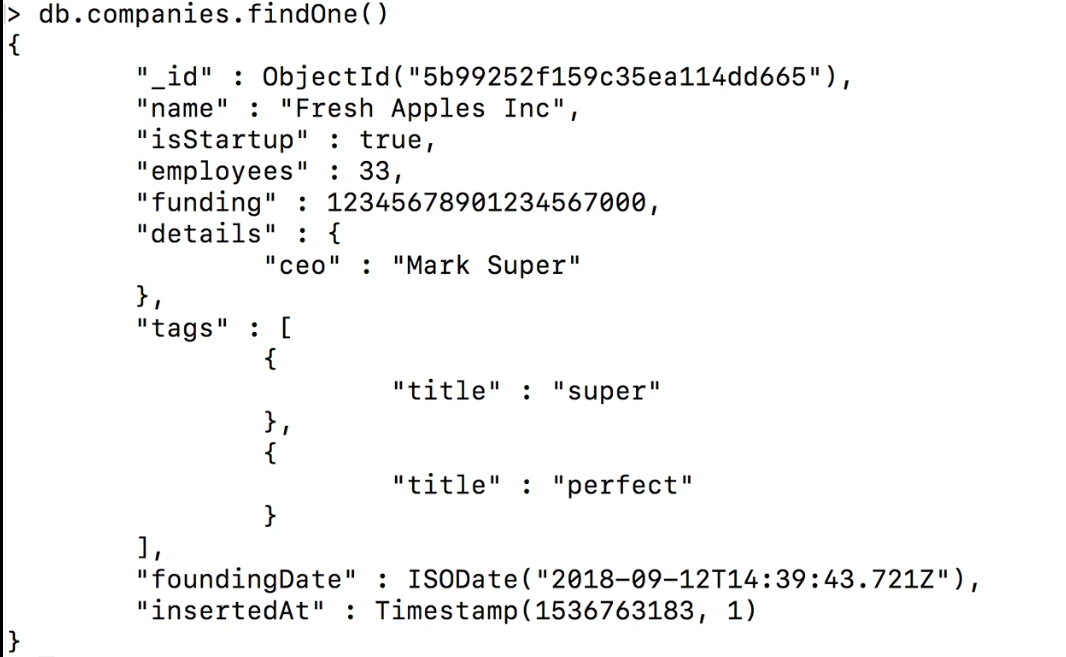 > db.companies.findOne()
{
"_id" : ObjectId("5b99252f159c35ea114dd665"),
"name" : "Fresh Apples Inc",
"isStartup" : true,
"employees" : 33,
"funding" : 12345678901234567000,
"details" : {
"ceo" : "Mark Super"
},
"tags" : [
{
"title" : "super"
},
{
"title" : "perfect"
}
],
"foundingDate" : ISODate("2018-09-12T14:39:43.721Z"),
"insertedAt" : Timestamp(1536763183, 1)
}